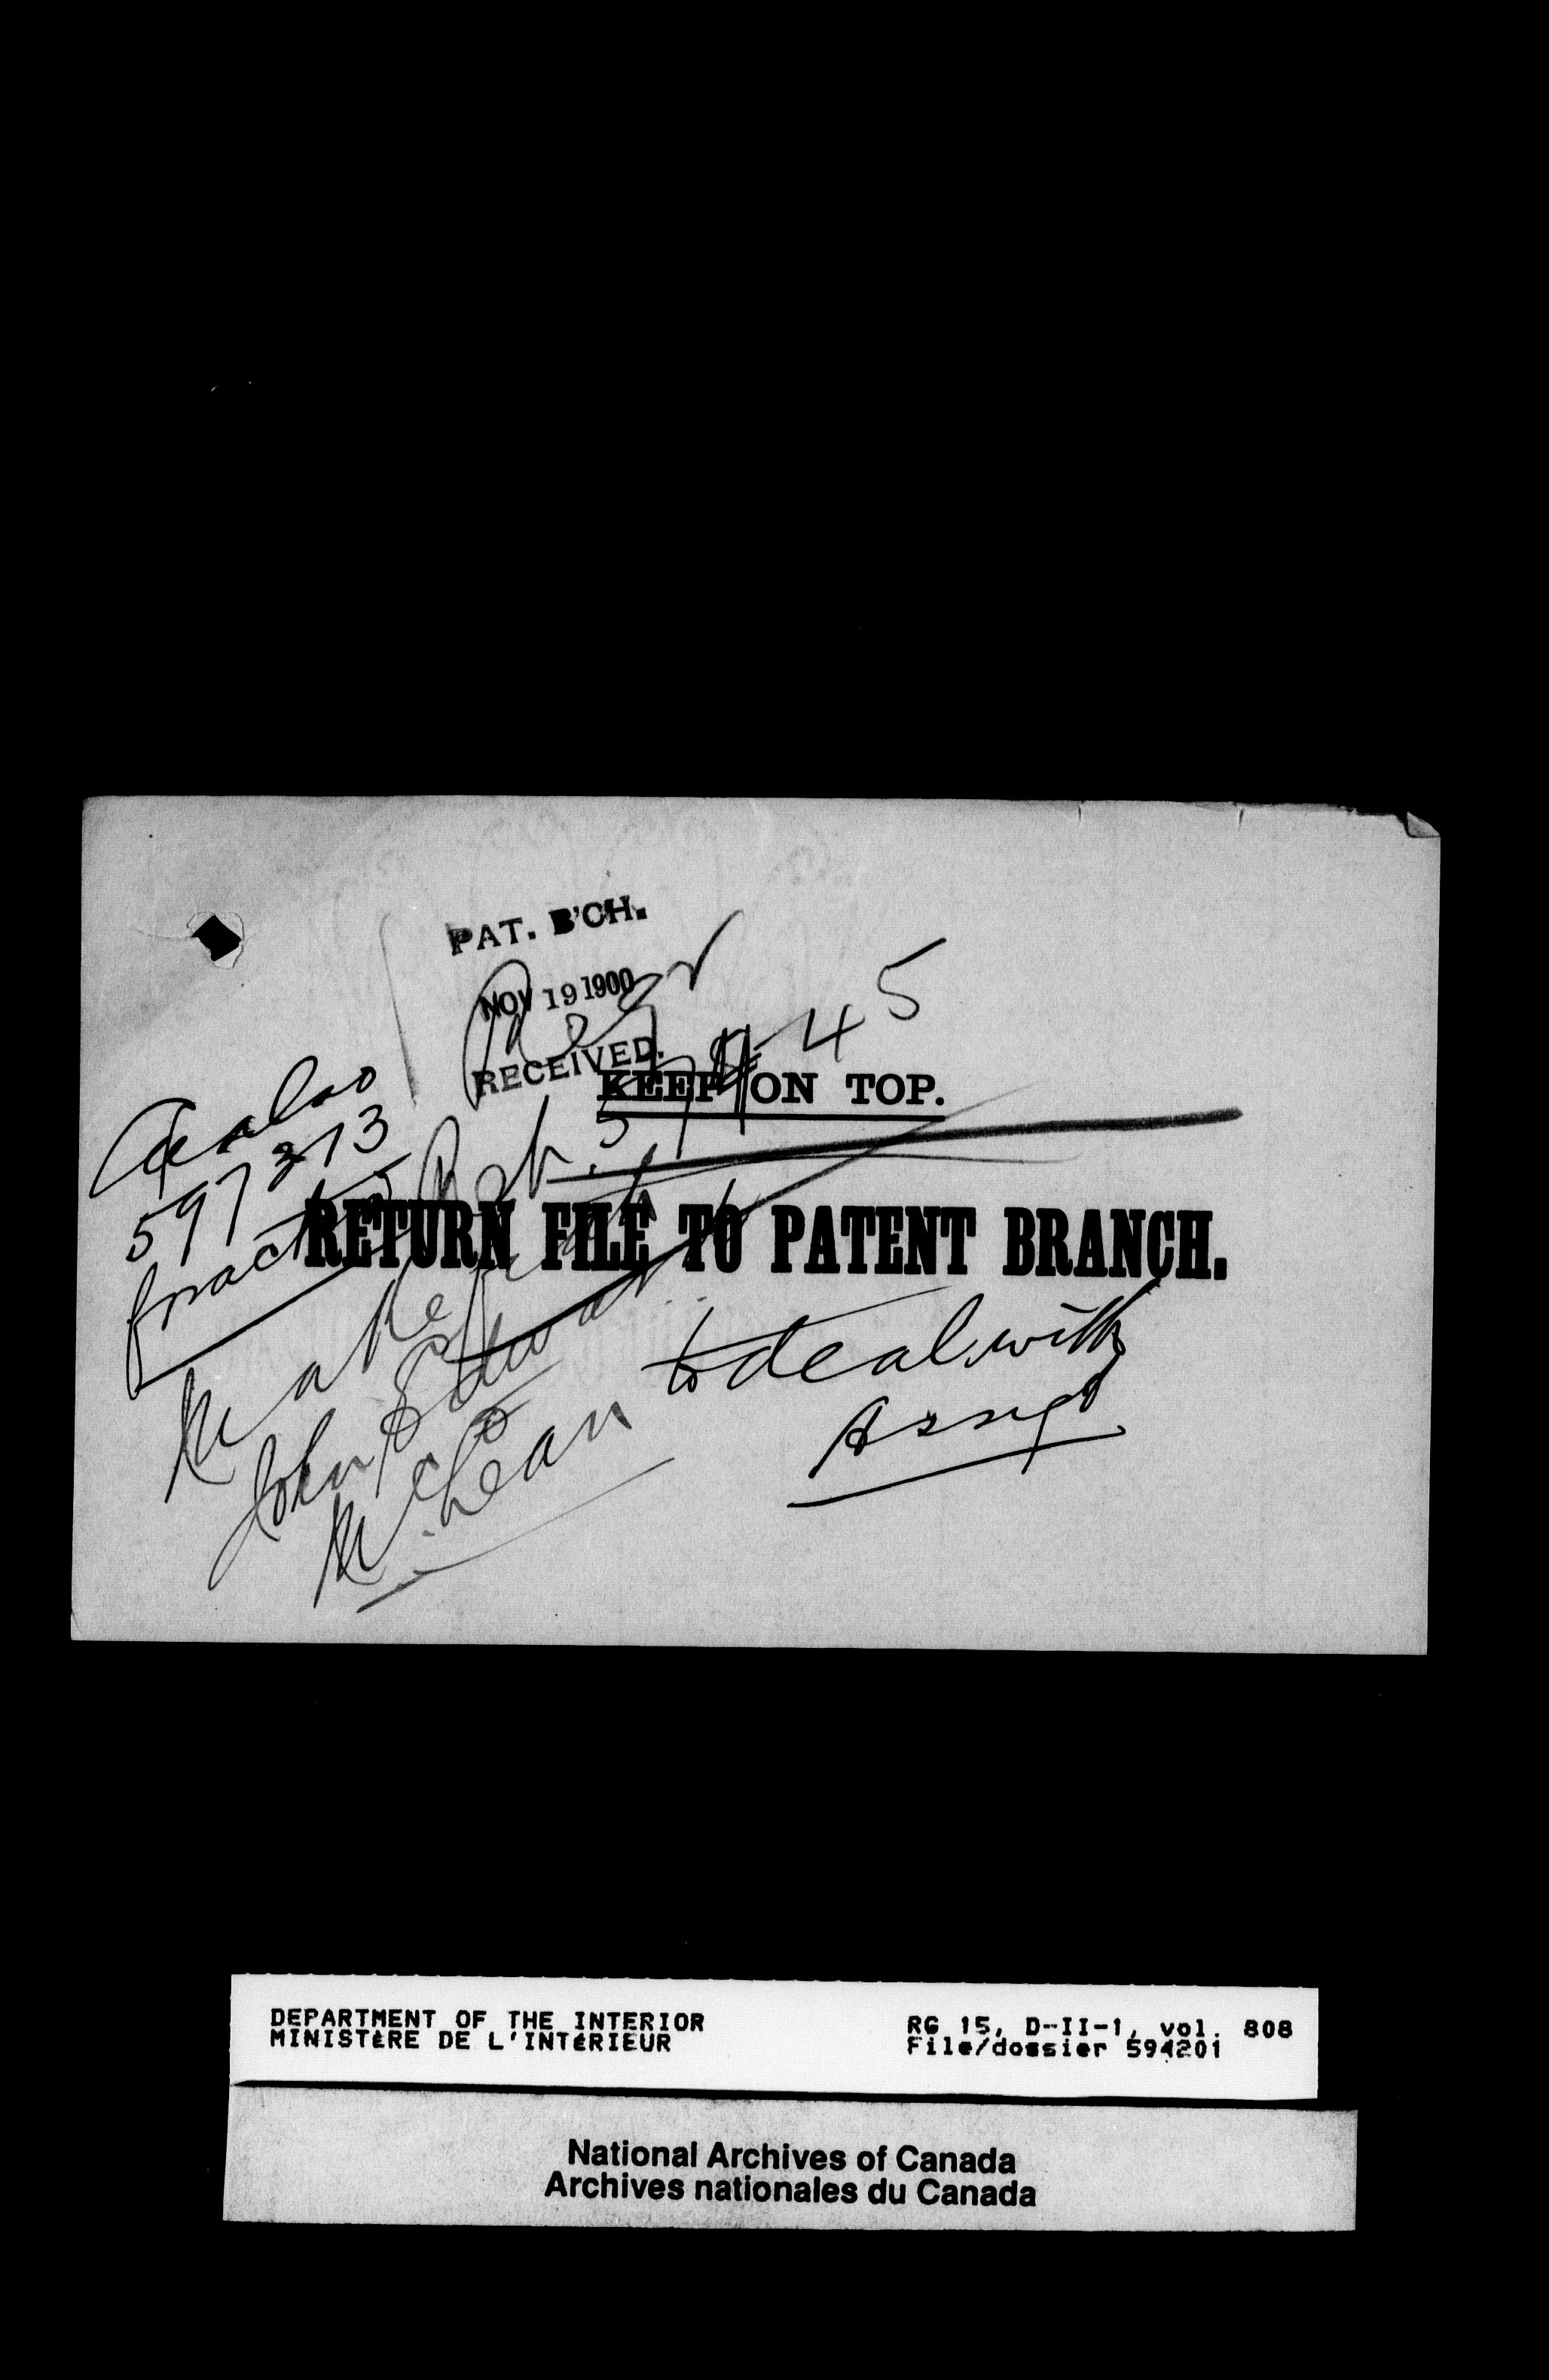 PAT. B'CH.
NOV 19 1900
RECEIVED.
45
KEEP ON TOP.
also
597313
RETURN FILE TO PATENT BRANCH.
Make
John Edward
McLean
to deal with
Assgt
DEPARTMENT OF THE INTERIOR
MINISTÈRE DE L'INTÉRIEUR
RG 15, D-II-1, vol. 808
File/dossier 594201
National Archives of Canada
Archives nationales du Canada